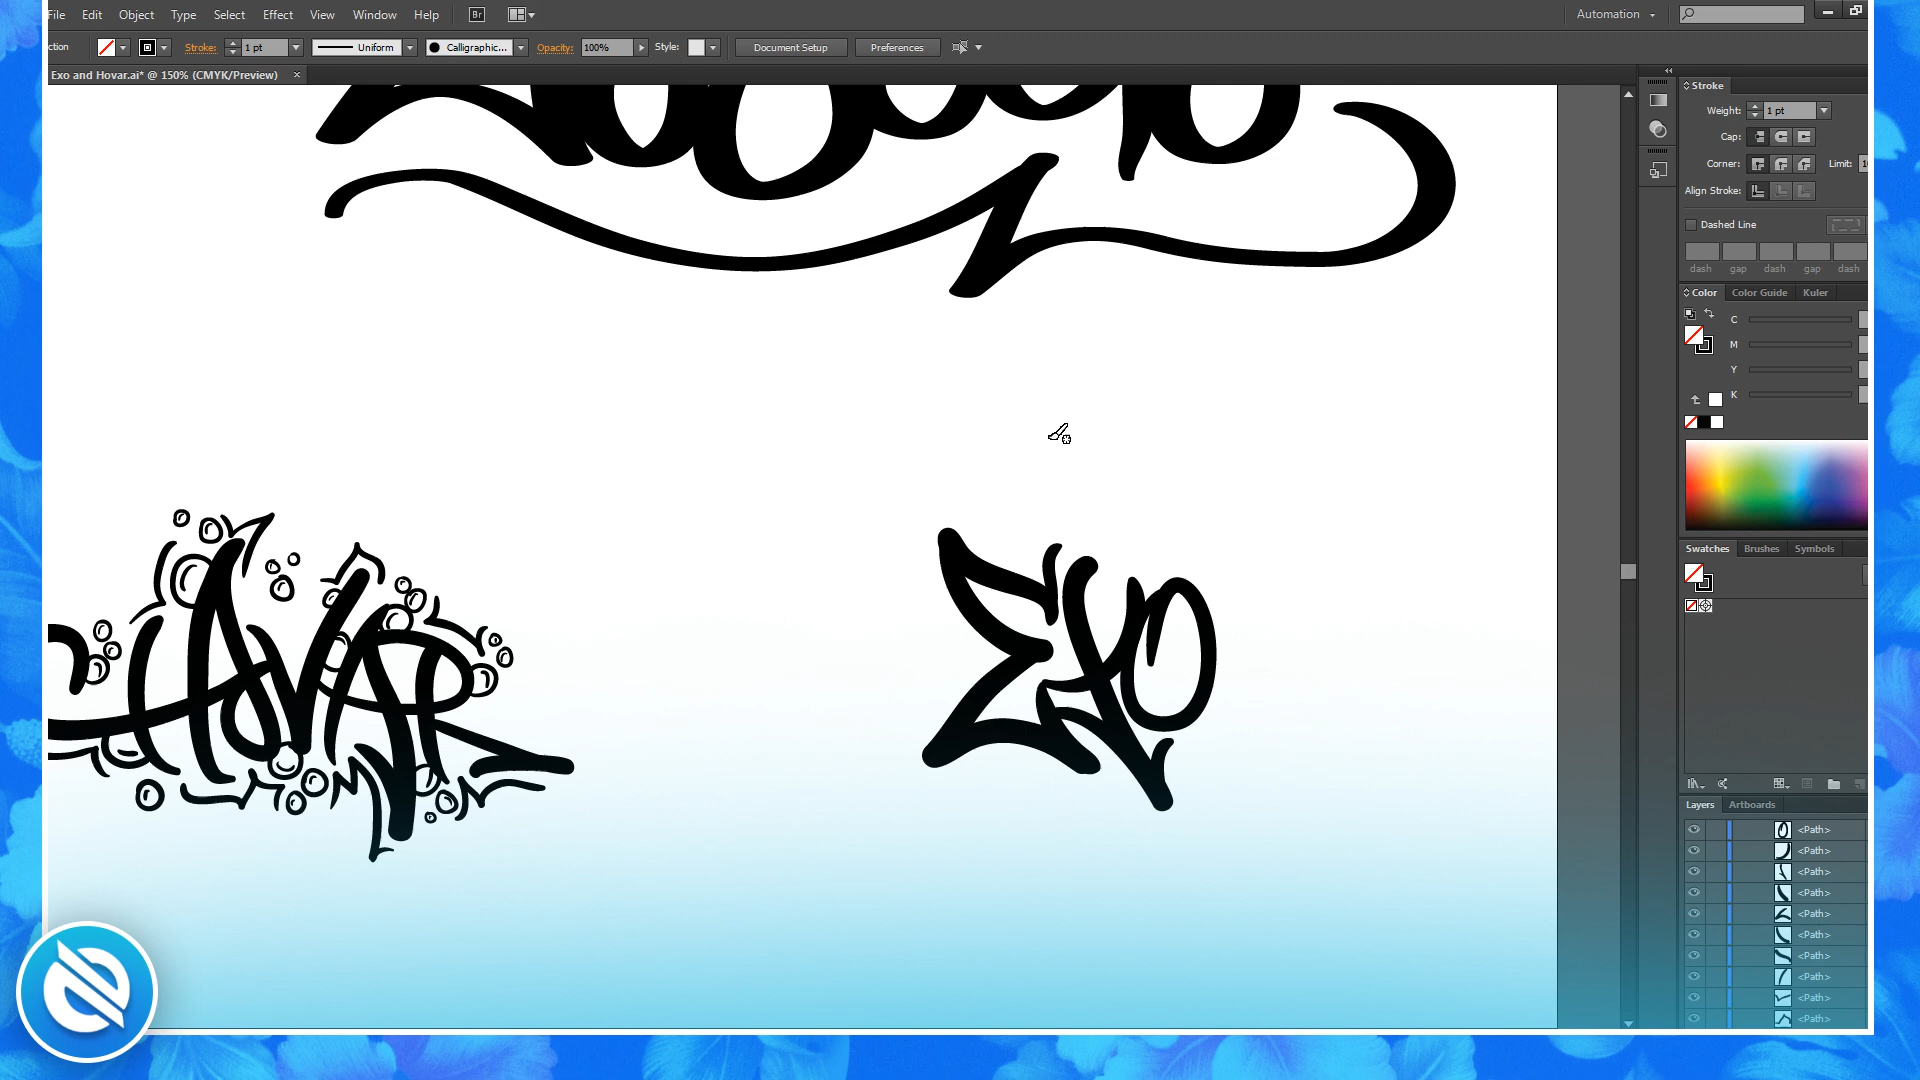 File Edit Object Type Select Effect View Window Help Br Automation
ction Stroke: 1 pt Uniform Calligraphic... Opacity: 100% Style: Document Setup Preferences
Exo and Hovar.ai* @ 150% (CMYK/Preview) ×
Stroke
Weight: 1 pt
Cap:
Corner: Limit:
Align Stroke:
Dashed Line
dash gap dash gap dash
Color Color Guide Kuler
C
M
Y
K
Swatches Brushes Symbols
EXO
Layers Artboards
<Path>
<Path>
<Path>
<Path>
<Path>
<Path>
<Path>
<Path>
<Path>
<Path>